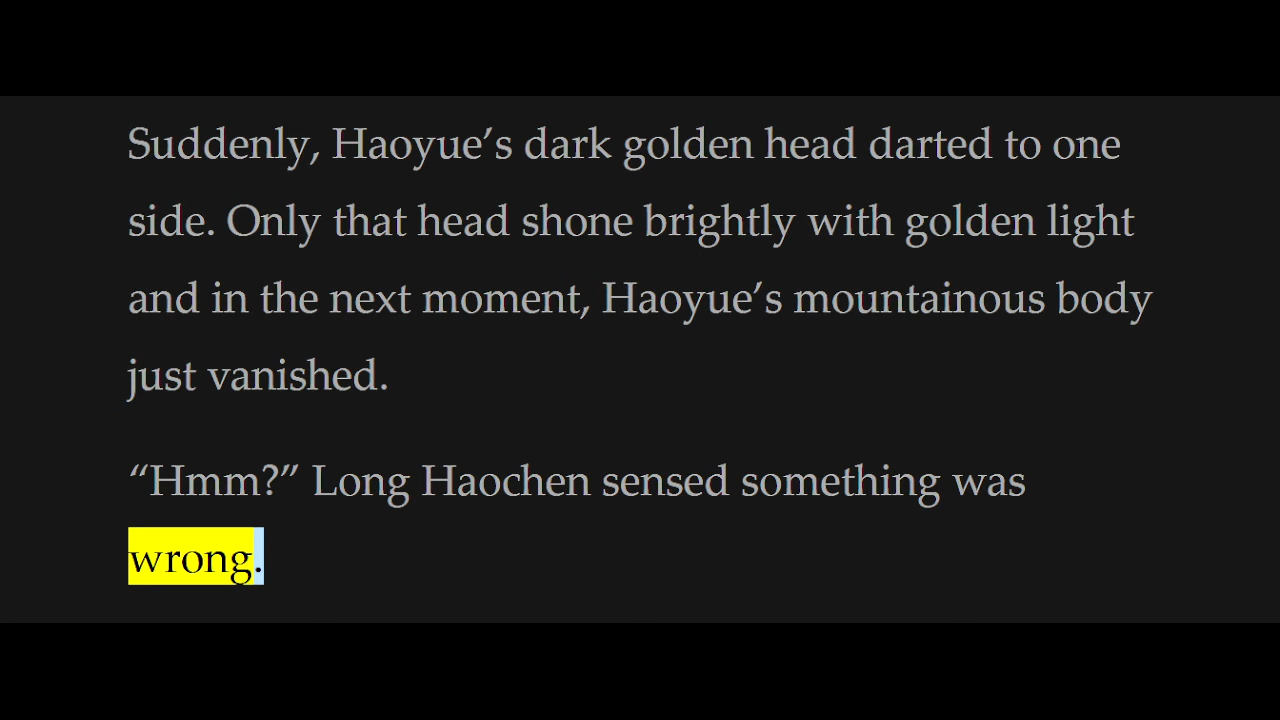 Suddenly, Haoyue’s dark golden head darted to one
side. Only that head shone brightly with golden light
and in the next moment, Haoyue’s mountainous body
just vanished.
“Hmm?” Long Haochen sensed something was
wrong.